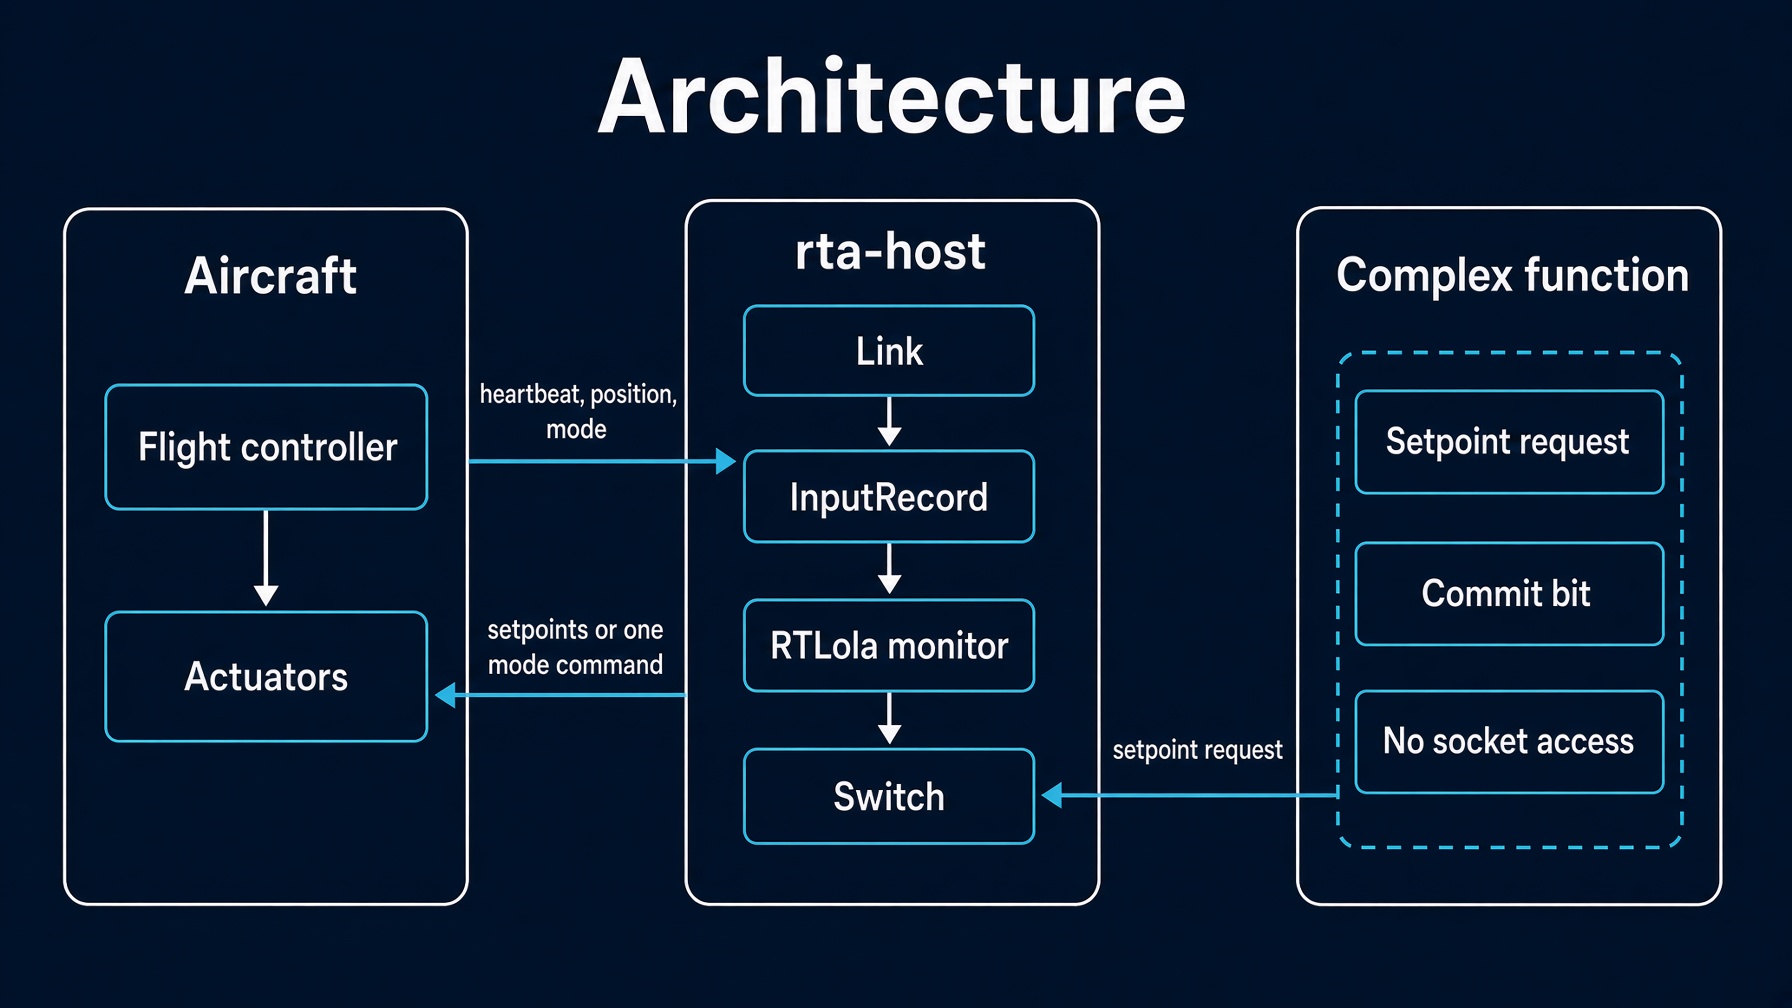 Architecture
Aircraft
Flight controller
Actuators
heartbeat, position,
mode
setpoints or one
mode command
rta-host
Link
InputRecord
RTLola monitor
Switch
setpoint request
Complex function
Setpoint request
Commit bit
No socket access